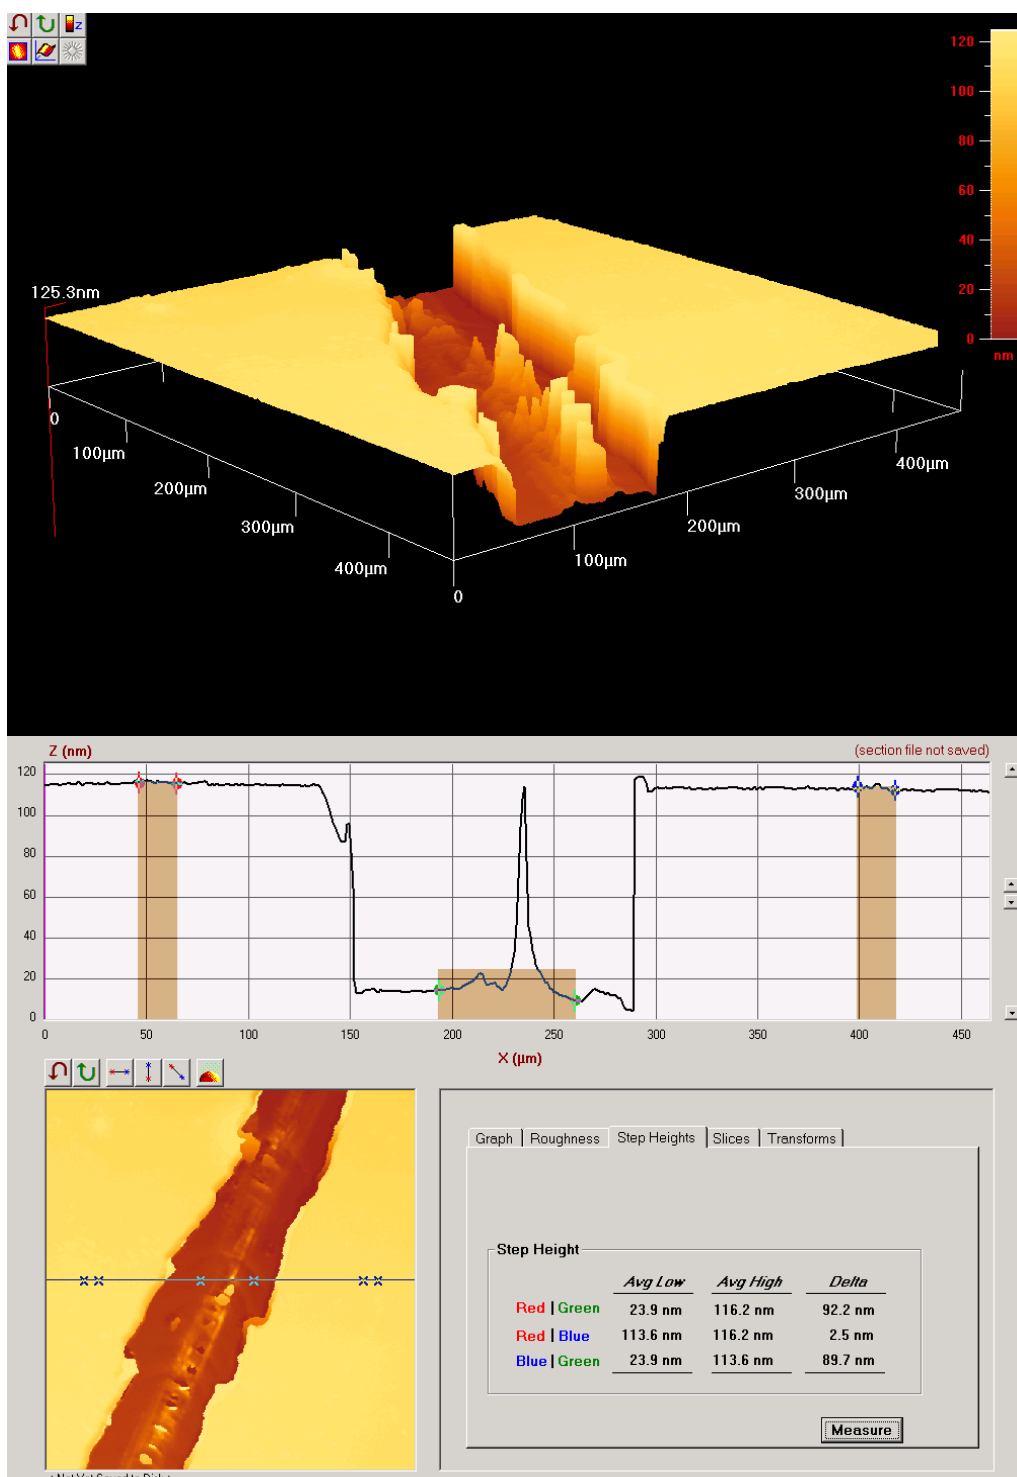 Z
120
100
80
60
40
20
0
nm
125.3nm
0
100µm
200µm
300µm
400µm
0
100µm
200µm
300µm
400µm
Z (nm)
(section file not saved)
120
100
80
60
40
20
0
0 50 100 150 200 250 300 350 400 450
X (µm)
Graph Roughness Step Heights Slices Transforms
Step Height
Avg Low Avg High Delta
Red | Green 23.9 nm 116.2 nm 92.2 nm
Red | Blue 113.6 nm 116.2 nm 2.5 nm
Blue | Green 23.9 nm 113.6 nm 89.7 nm
Measure